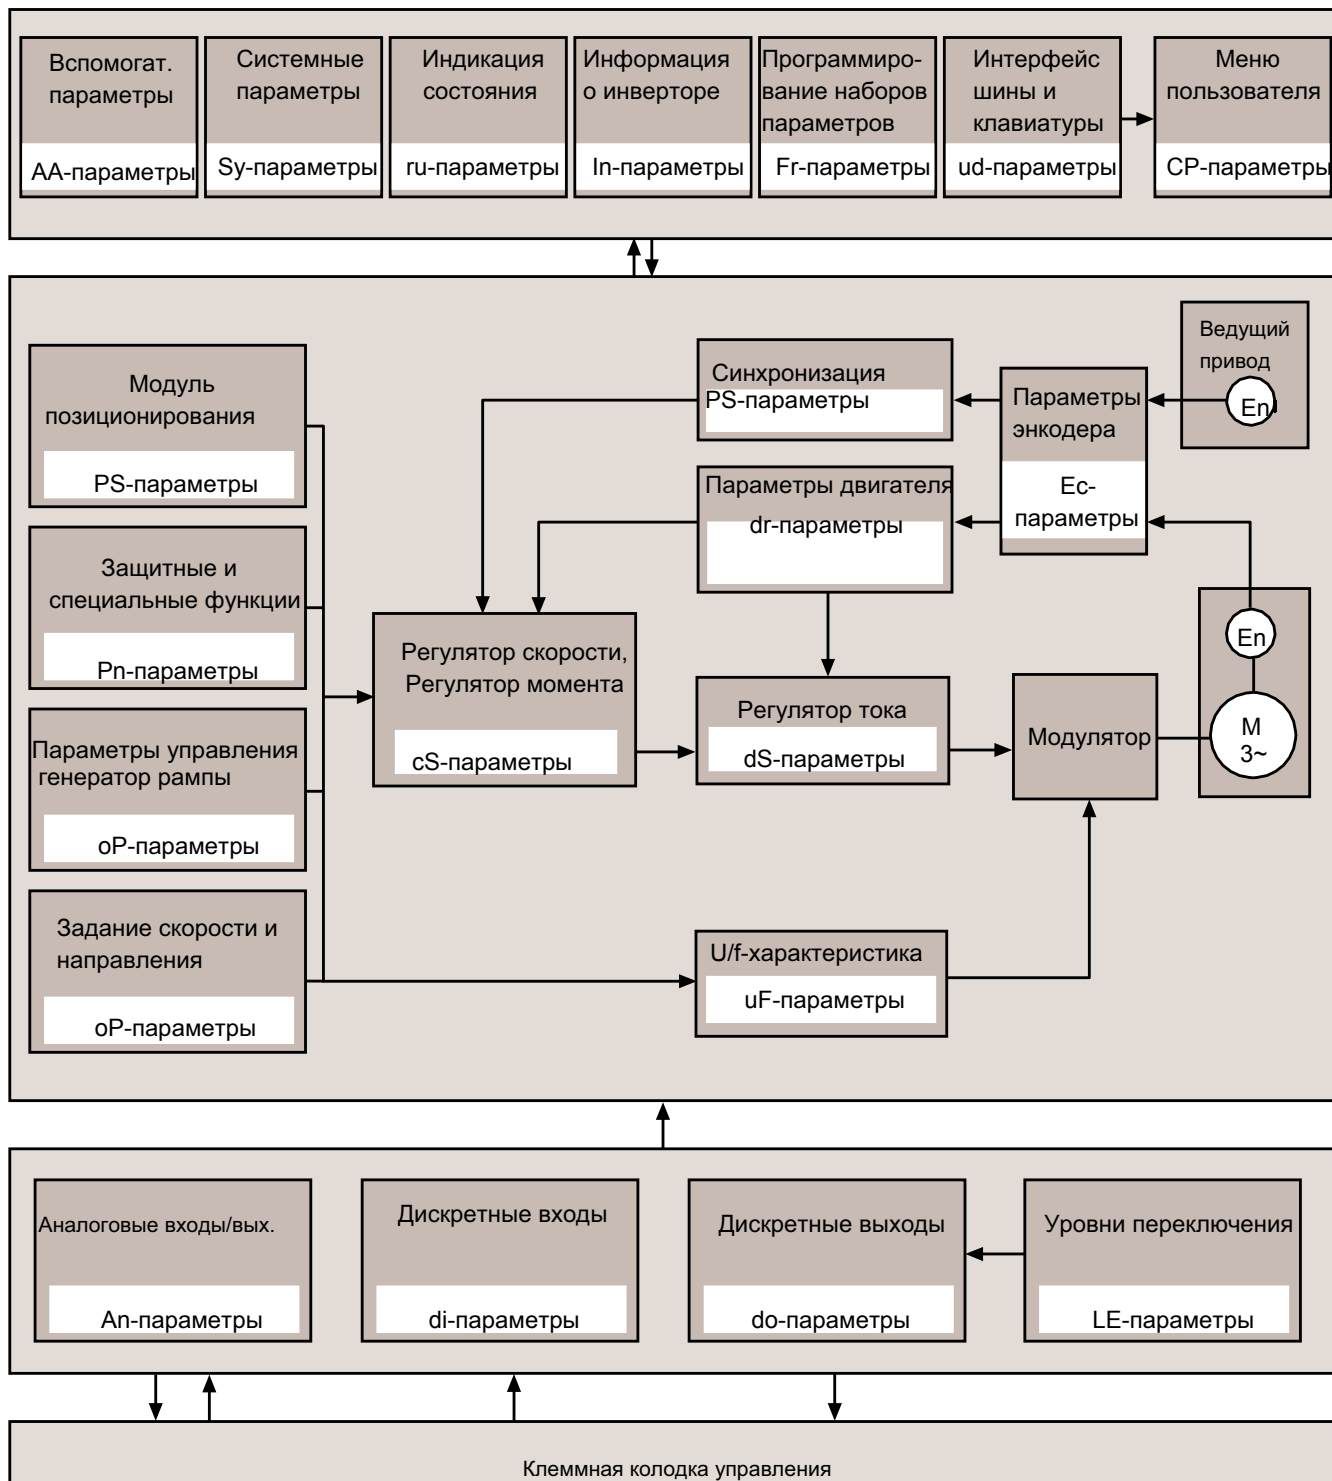 Вспомогат.
параметры
AA-параметры
Системные
параметры
Sy-параметры
Индикация
состояния
ru-параметры
Информация
о инверторе
In-параметры
Программиро-
вание наборов
параметров
Fr-параметры
Интерфейс
шины и
клавиатуры
ud-параметры
Меню
пользователя
CP-параметры
Модуль
позиционирования
PS-параметры
Синхронизация
PS-параметры
Параметры
энкодера
Ec-
параметры
Ведущий
привод
En
Параметры двигателя
dr-параметры
Защитные и
специальные функции
Pn-параметры
Регулятор скорости,
Регулятор момента
cS-параметры
Регулятор тока
dS-параметры
Модулятор
En
M
3~
Параметры управления
генератор рампы
oP-параметры
Задание скорости и
направления
oP-параметры
U/f-характеристика
uF-параметры
Аналоговые входы/вых.
An-параметры
Дискретные входы
di-параметры
Дискретные выходы
do-параметры
Уровни переключения
LE-параметры
Клеммная колодка управления